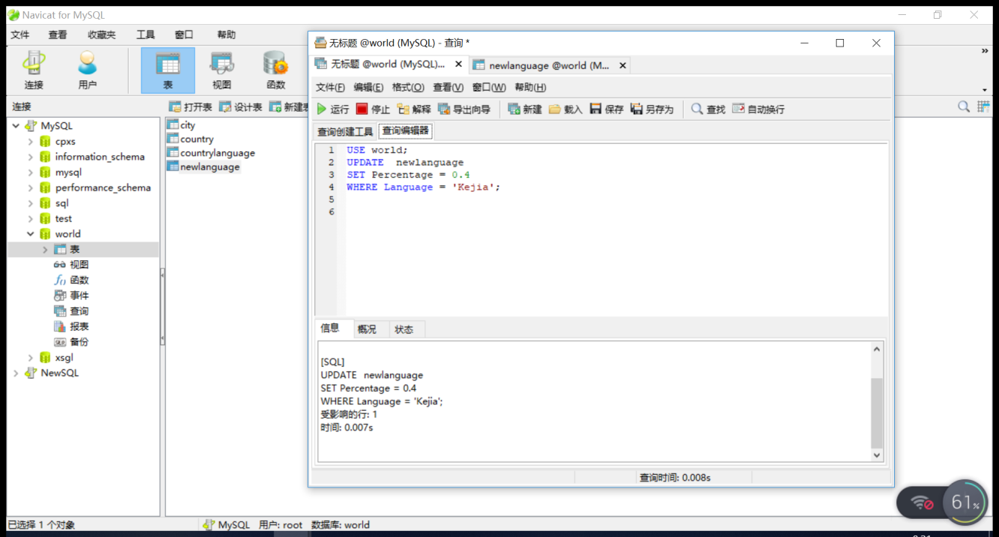 Navicat for MySQL
文件 查看 收藏夹 工具 窗口 帮助
连接 用户 表 视图 函数
连接
打开表 设计表 新建表
MySQL
cpxs
information_schema
mysql
performance_schema
sql
test
world
表
视图
函数
事件
查询
报表
备份
xsgl
NewSQL
city
country
countrylanguage
newlanguage
无标题 @world (MySQL) - 查询 *
无标题 @world (MySQL)... newlanguage @world (M...
文件(F) 编辑(E) 格式(O) 查看(V) 窗口(W) 帮助(H)
运行 停止 解释 导出向导 新建 载入 保存 另存为 查找 自动换行
查询创建工具 查询编辑器
1 USE world;
2 UPDATE newlanguage
3 SET Percentage = 0.4
4 WHERE Language = 'Kejia';
5
6
信息 概况 状态
[SQL]
UPDATE newlanguage
SET Percentage = 0.4
WHERE Language = 'Kejia';
受影响的行: 1
时间: 0.007s
查询时间: 0.008s
61%
已选择 1 个对象 MySQL 用户: root 数据库: world